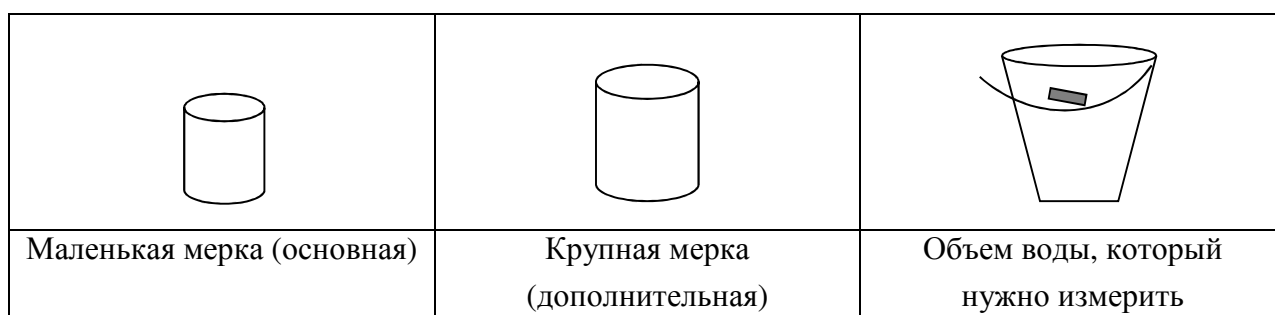 Маленькая мерка (основная)
Крупная мерка
(дополнительная)
Объем воды, который
нужно измерить